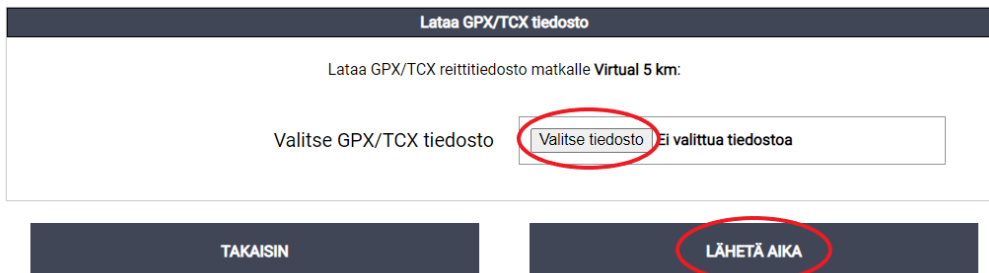 Lataa GPX/TCX tiedosto
Lataa GPX/TCX reittitiedosto matkalle Virtual 5 km:
Valitse GPX/TCX tiedosto Valitse tiedosto Ei valittua tiedostoa
TAKAISIN LÄHETÄ AIKA